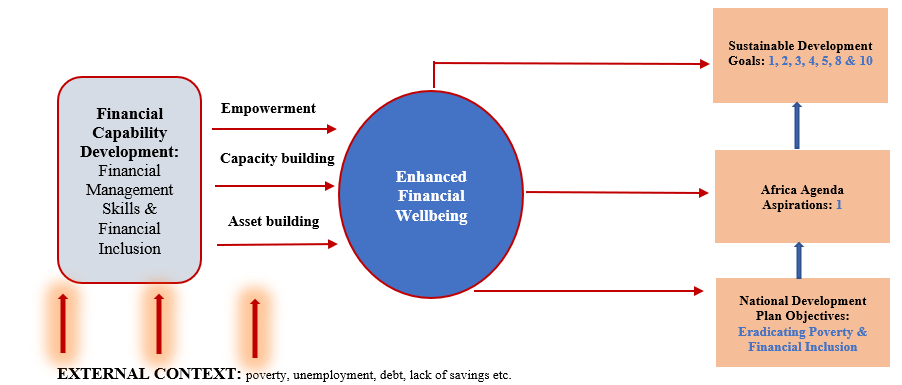 Financial
Capability
Development:
Financial
Management
Skills &
Financial
Inclusion
Empowerment
Capacity building
Asset building
Enhanced
Financial
Wellbeing
Sustainable Development
Goals: 1, 2, 3, 4, 5, 8 & 10
Africa Agenda
Aspirations: 1
National Development
Plan Objectives:
Eradicating Poverty &
Financial Inclusion
EXTERNAL CONTEXT: poverty, unemployment, debt, lack of savings etc.